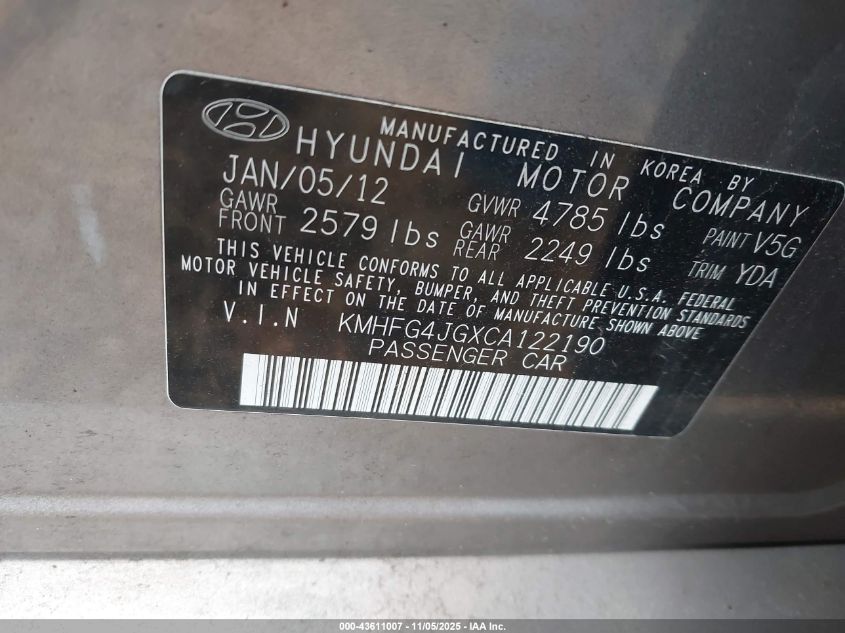 MANUFACTURED IN KOREA BY
HYUNDAI MOTOR COMPANY
JAN/05/12 GVWR 4785 lbs PAINT V5G
GAWR FRONT 2579 lbs GAWR REAR 2249 lbs TRIM YDA
THIS VEHICLE CONFORMS TO ALL APPLICABLE U.S.A. FEDERAL
MOTOR VEHICLE SAFETY, BUMPER, AND THEFT PREVENTION STANDARDS
IN EFFECT ON THE DATE OF MANUFACTURE SHOWN ABOVE
V.I.N KMHFG4JGXCA122190
PASSENGER CAR
000-43611007 - 11/05/2025 - IAA Inc.